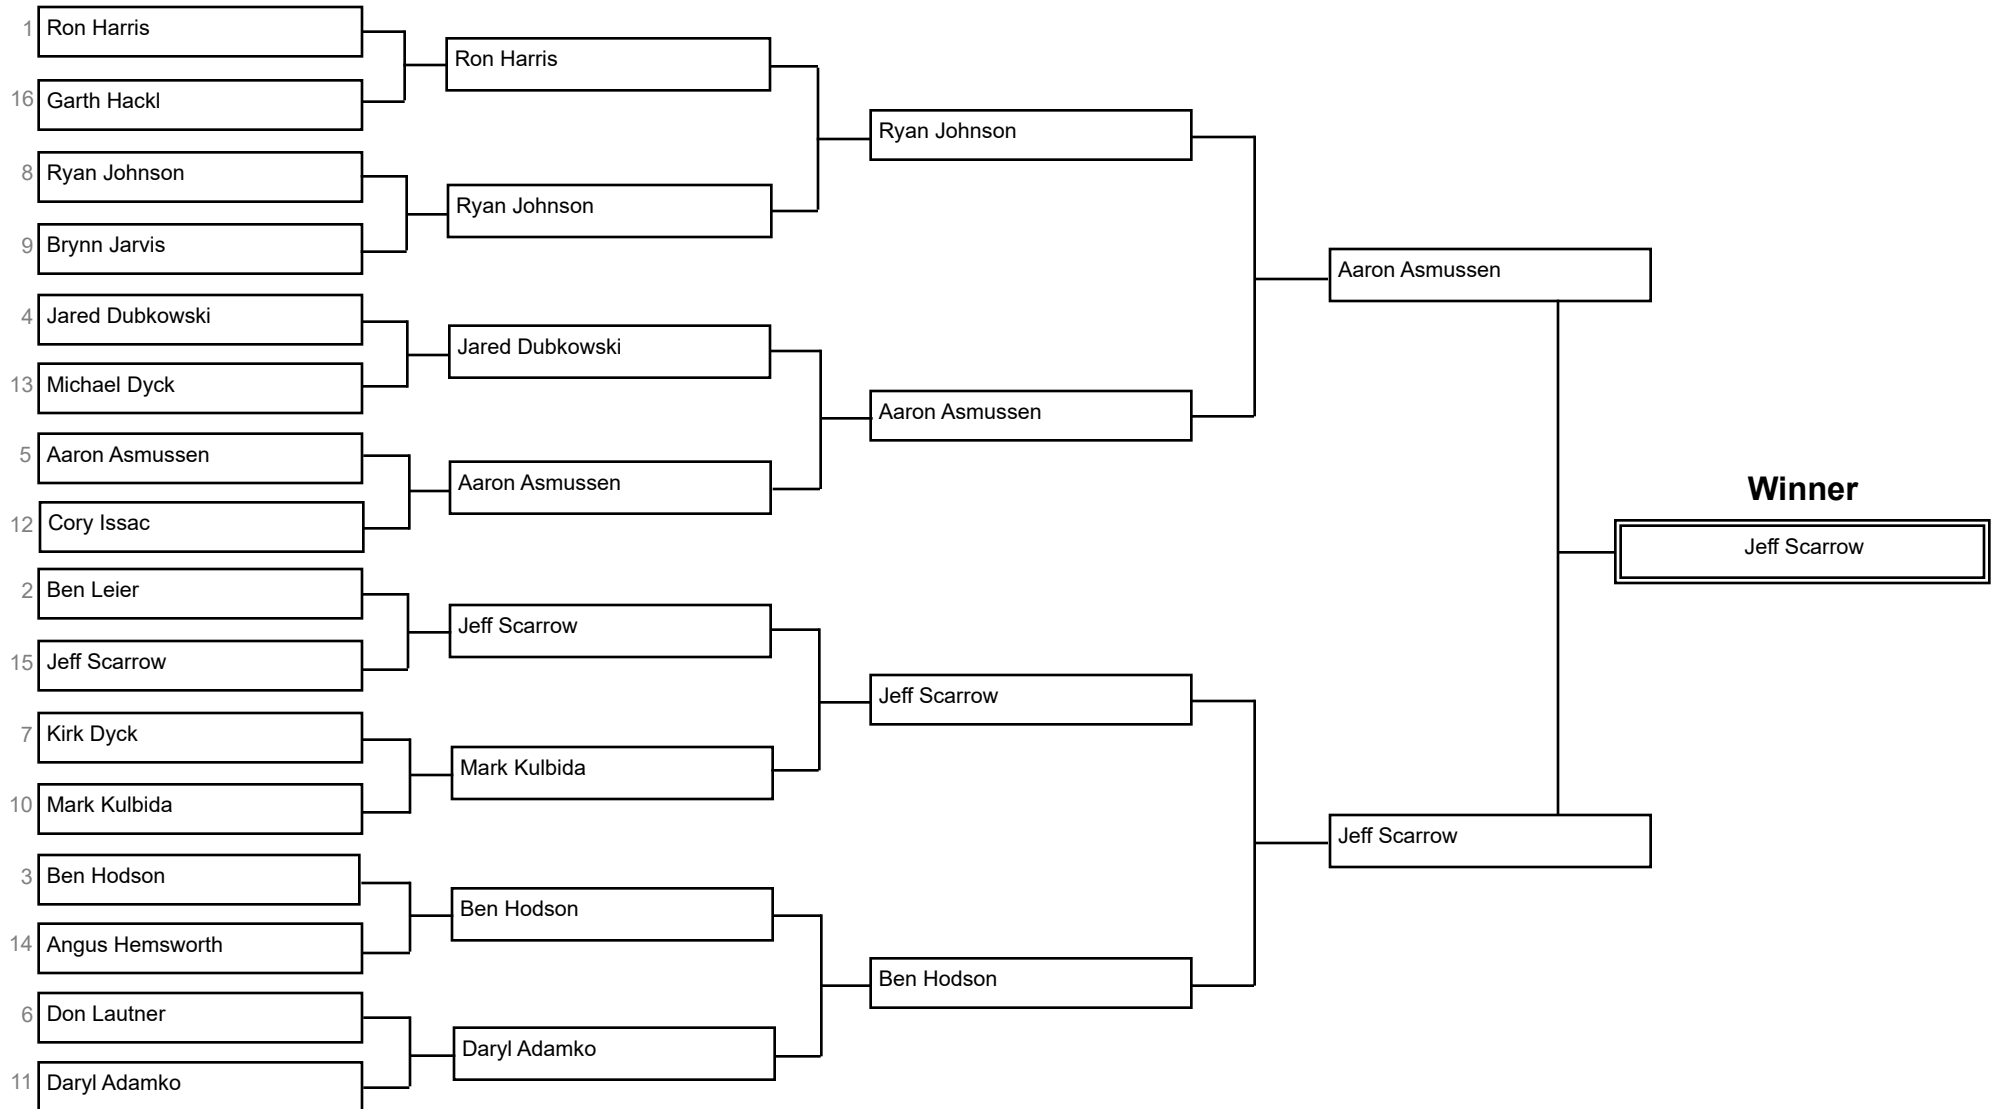 1 Ron Harris
16 Garth Hackl
8 Ryan Johnson
9 Brynn Jarvis
4 Jared Dubkowski
13 Michael Dyck
5 Aaron Asmussen
12 Cory Issac
2 Ben Leier
15 Jeff Scarrow
7 Kirk Dyck
10 Mark Kulbida
3 Ben Hodson
14 Angus Hemsworth
6 Don Lautner
11 Daryl Adamko
Ron Harris
Ryan Johnson
Jared Dubkowski
Aaron Asmussen
Jeff Scarrow
Mark Kulbida
Ben Hodson
Daryl Adamko
Ryan Johnson
Aaron Asmussen
Jeff Scarrow
Ben Hodson
Aaron Asmussen
Jeff Scarrow
Winner
Jeff Scarrow